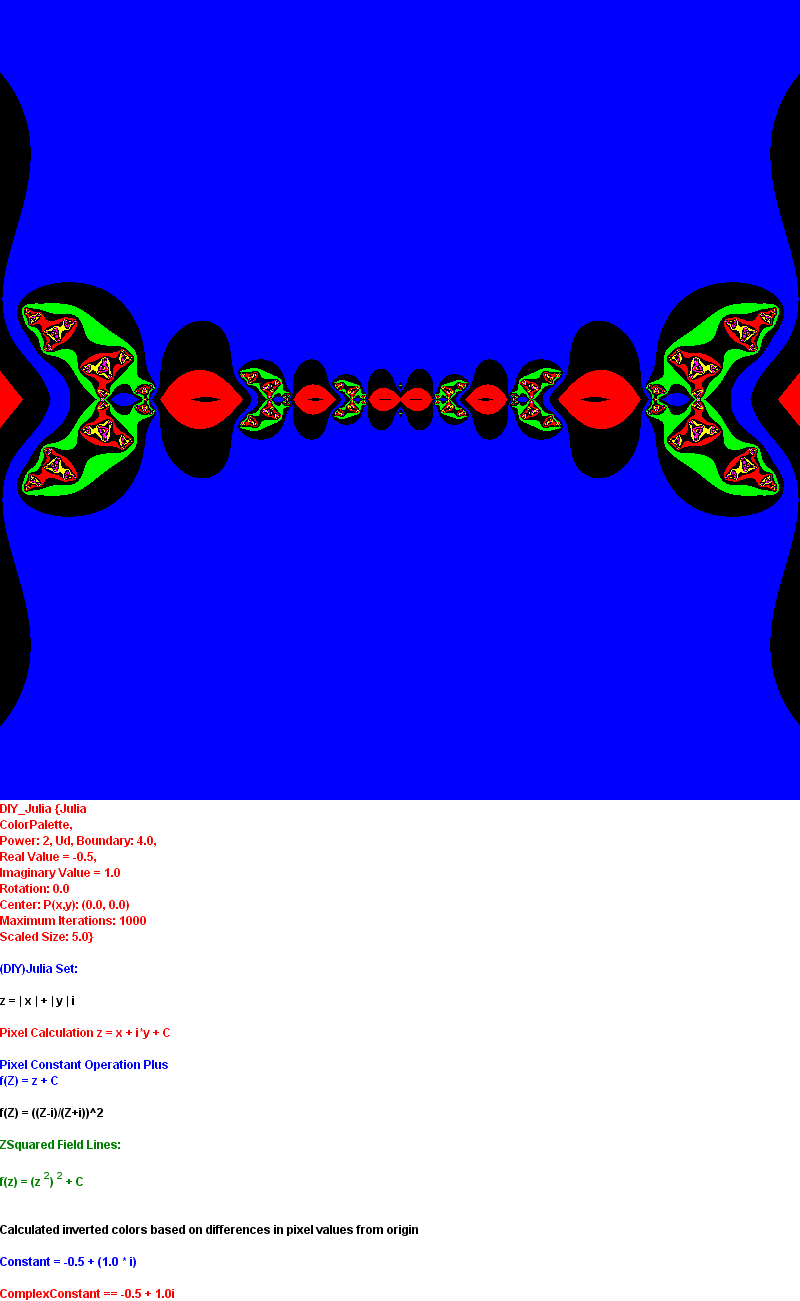 DIY_Julia {Julia
ColorPalette,
Power: 2, Ud, Boundary: 4.0,
Real Value = -0.5,
Imaginary Value = 1.0
Rotation: 0.0
Center: P(x,y): (0.0, 0.0)
Maximum Iterations: 1000
Scaled Size: 5.0}
(DIY)Julia Set:
z = | x | + | y | i
Pixel Calculation z = x + i*y + C
Pixel Constant Operation Plus
f(Z) = z + C
f(Z) = ((Z-i)/(Z+i))^2
ZSquared Field Lines:
f(z) = (z 2) 2 + C
Calculated inverted colors based on differences in pixel values from origin
Constant = -0.5 + (1.0 * i)
ComplexConstant == -0.5 + 1.0i